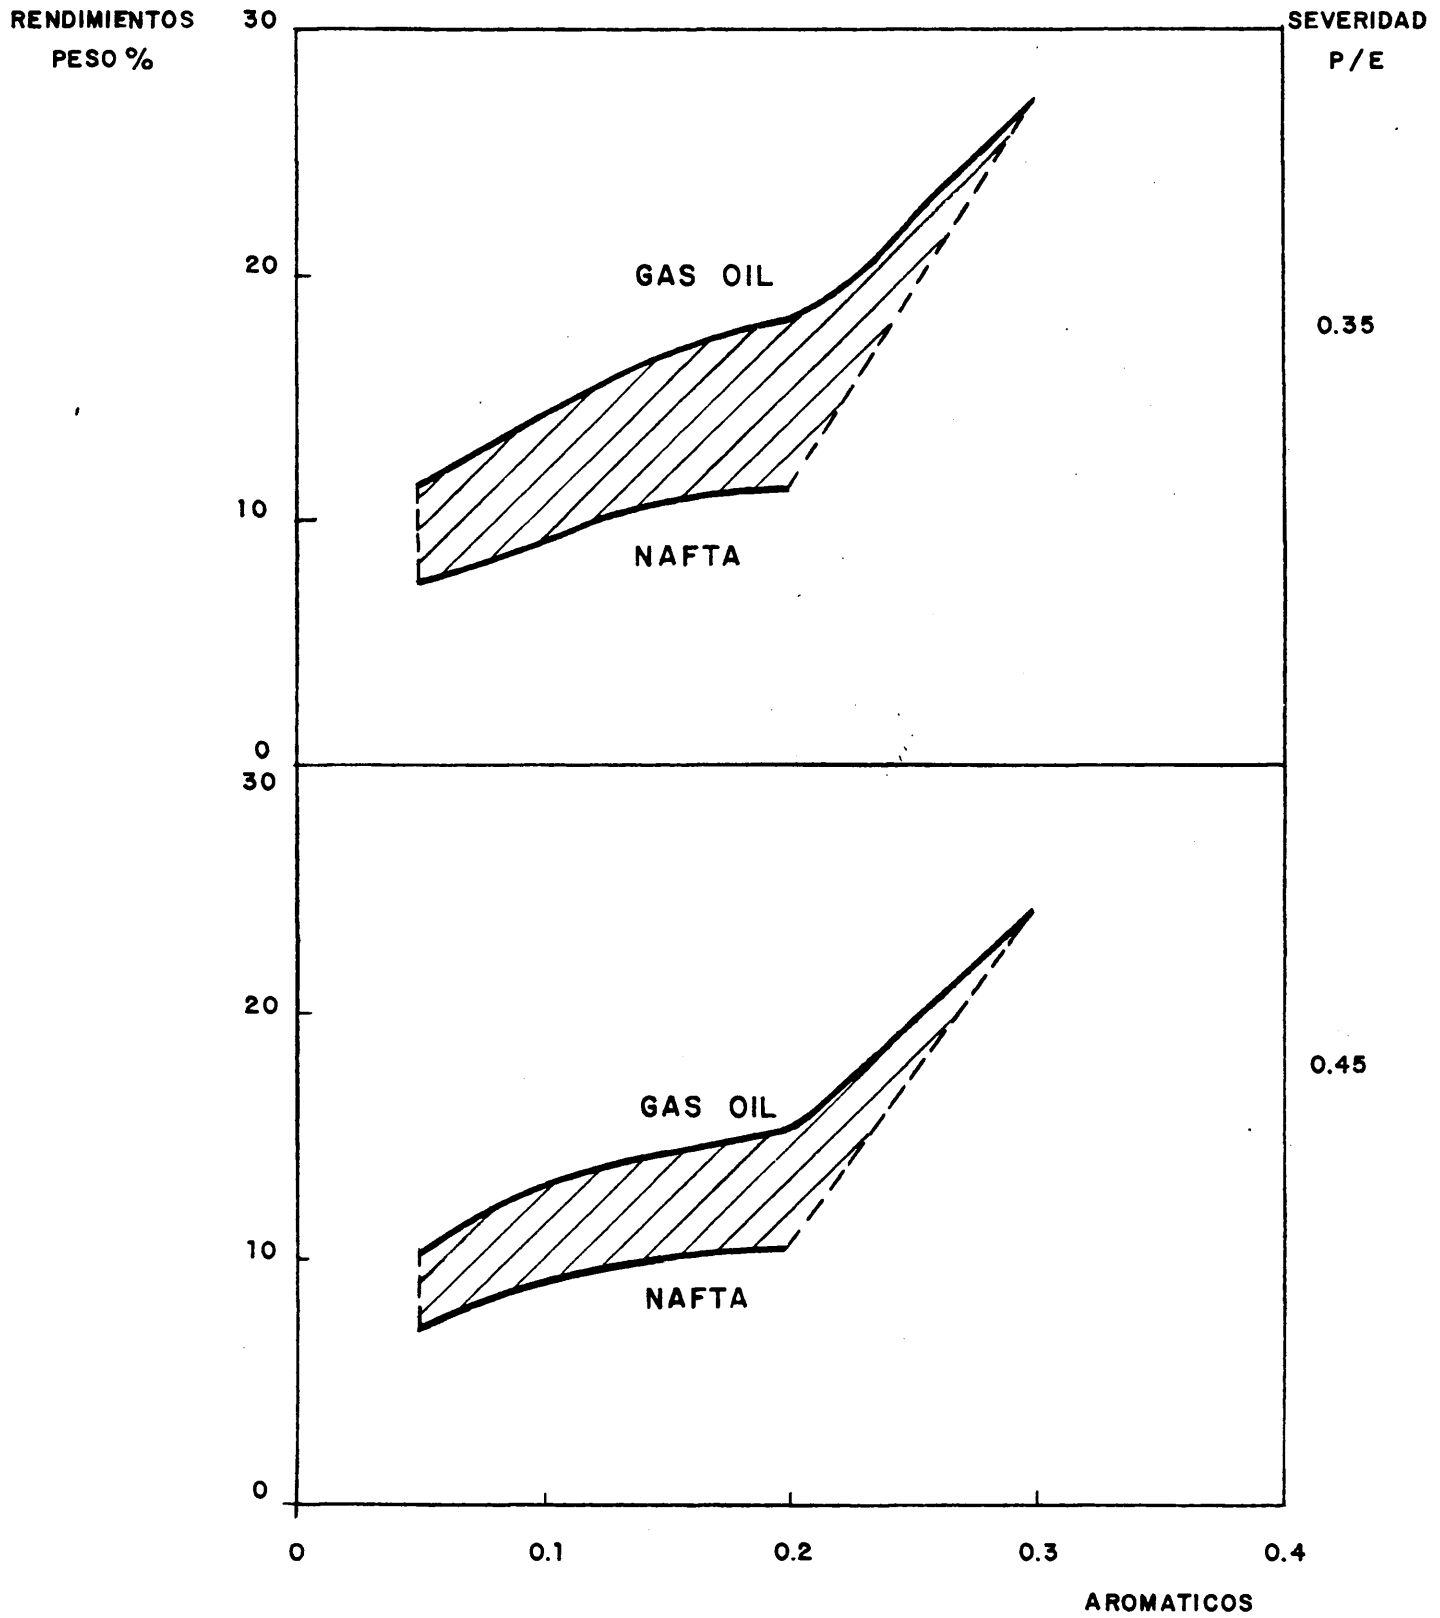 RENDIMIENTOS
PESO %
30
SEVERIDAD
P/E
20
GAS OIL
0.35
10
NAFTA
0
30
20
GAS OIL
0.45
10
NAFTA
0
0 0.1 0.2 0.3 0.4
AROMATICOS